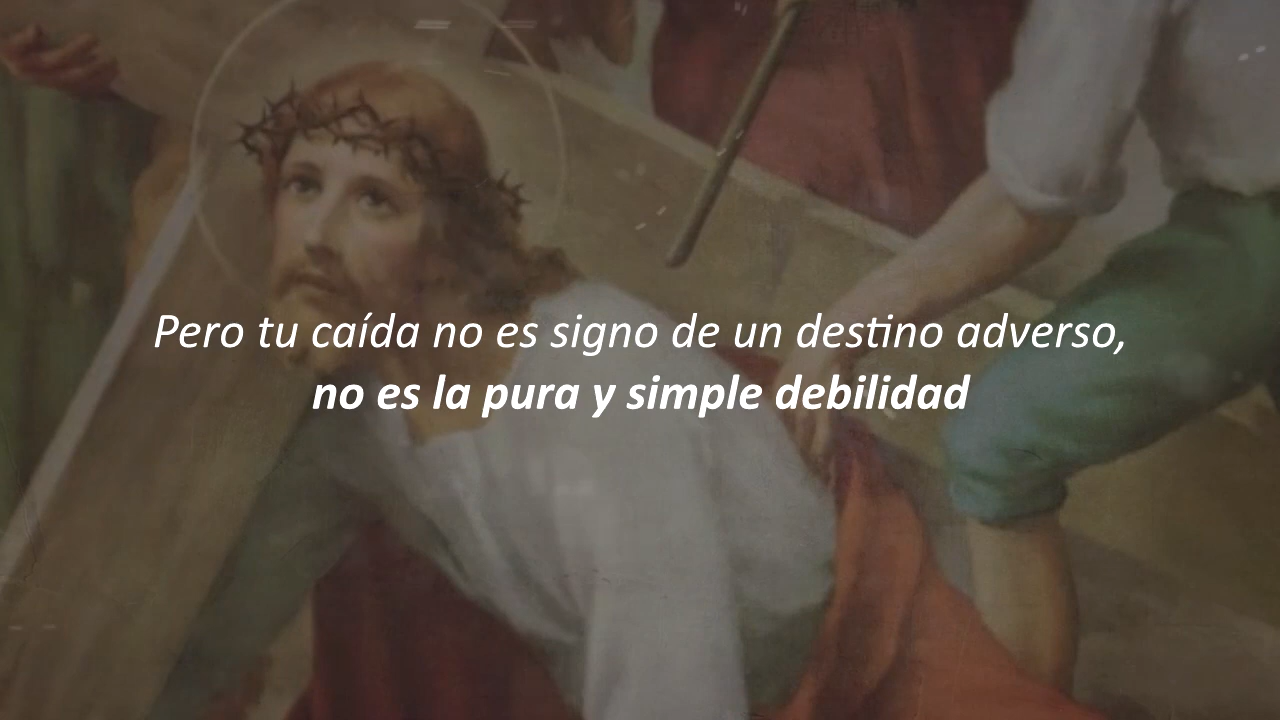 Pero tu caída no es signo de un destino adverso,
no es la pura y simple debilidad